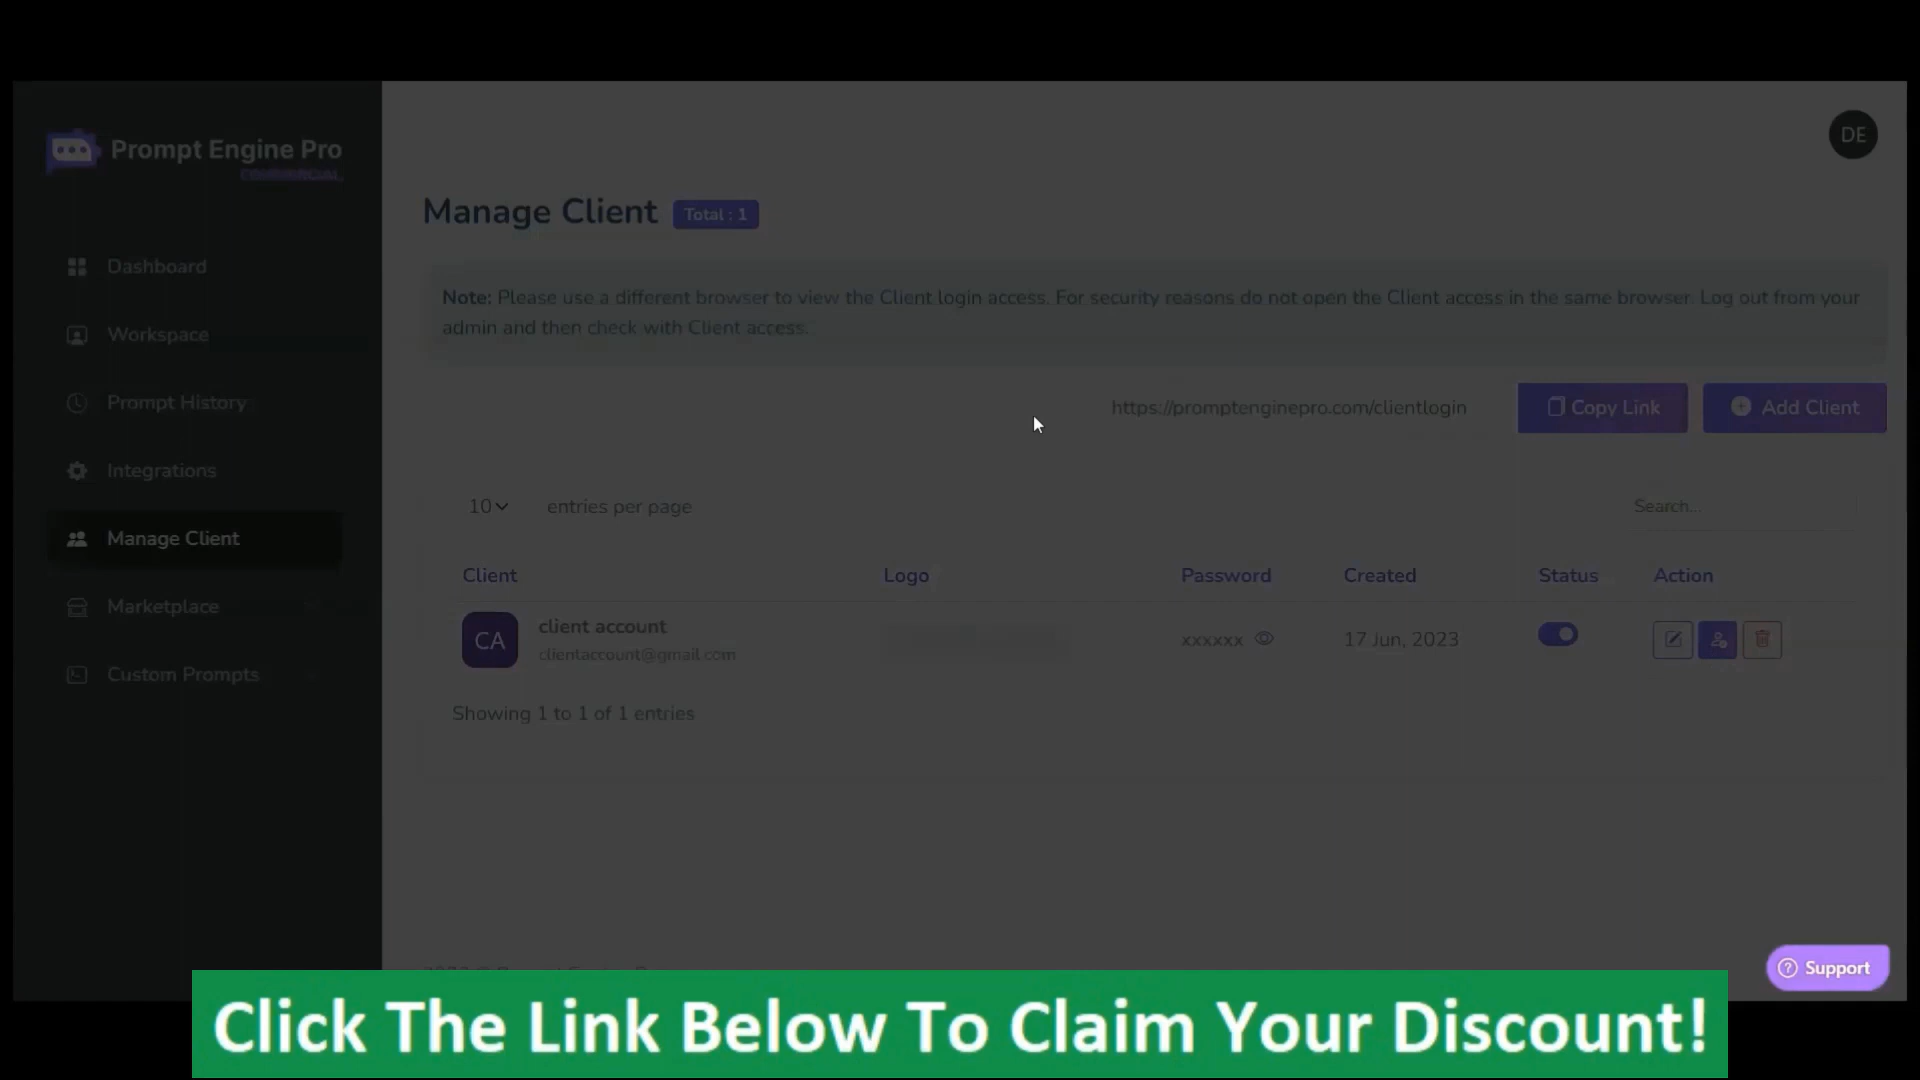 Prompt Engine Pro
COMMERCIAL
DE
Manage Client Total : 1
Dashboard
Note: Please use a different browser to view the Client login access. For security reasons do not open the Client access in the same browser. Log out from your
admin and then check with Client access.
Workspace
Prompt History
https://promptenginepro.com/clientlogin Copy Link Add Client
Integrations
10 entries per page Search...
Manage Client
Client Logo Password Created Status Action
Marketplace
CA client account
clientaccount@gmail.com
xxxxxx 17 Jun, 2023
Custom Prompts
Showing 1 to 1 of 1 entries
Support
Click The Link Below To Claim Your Discount!